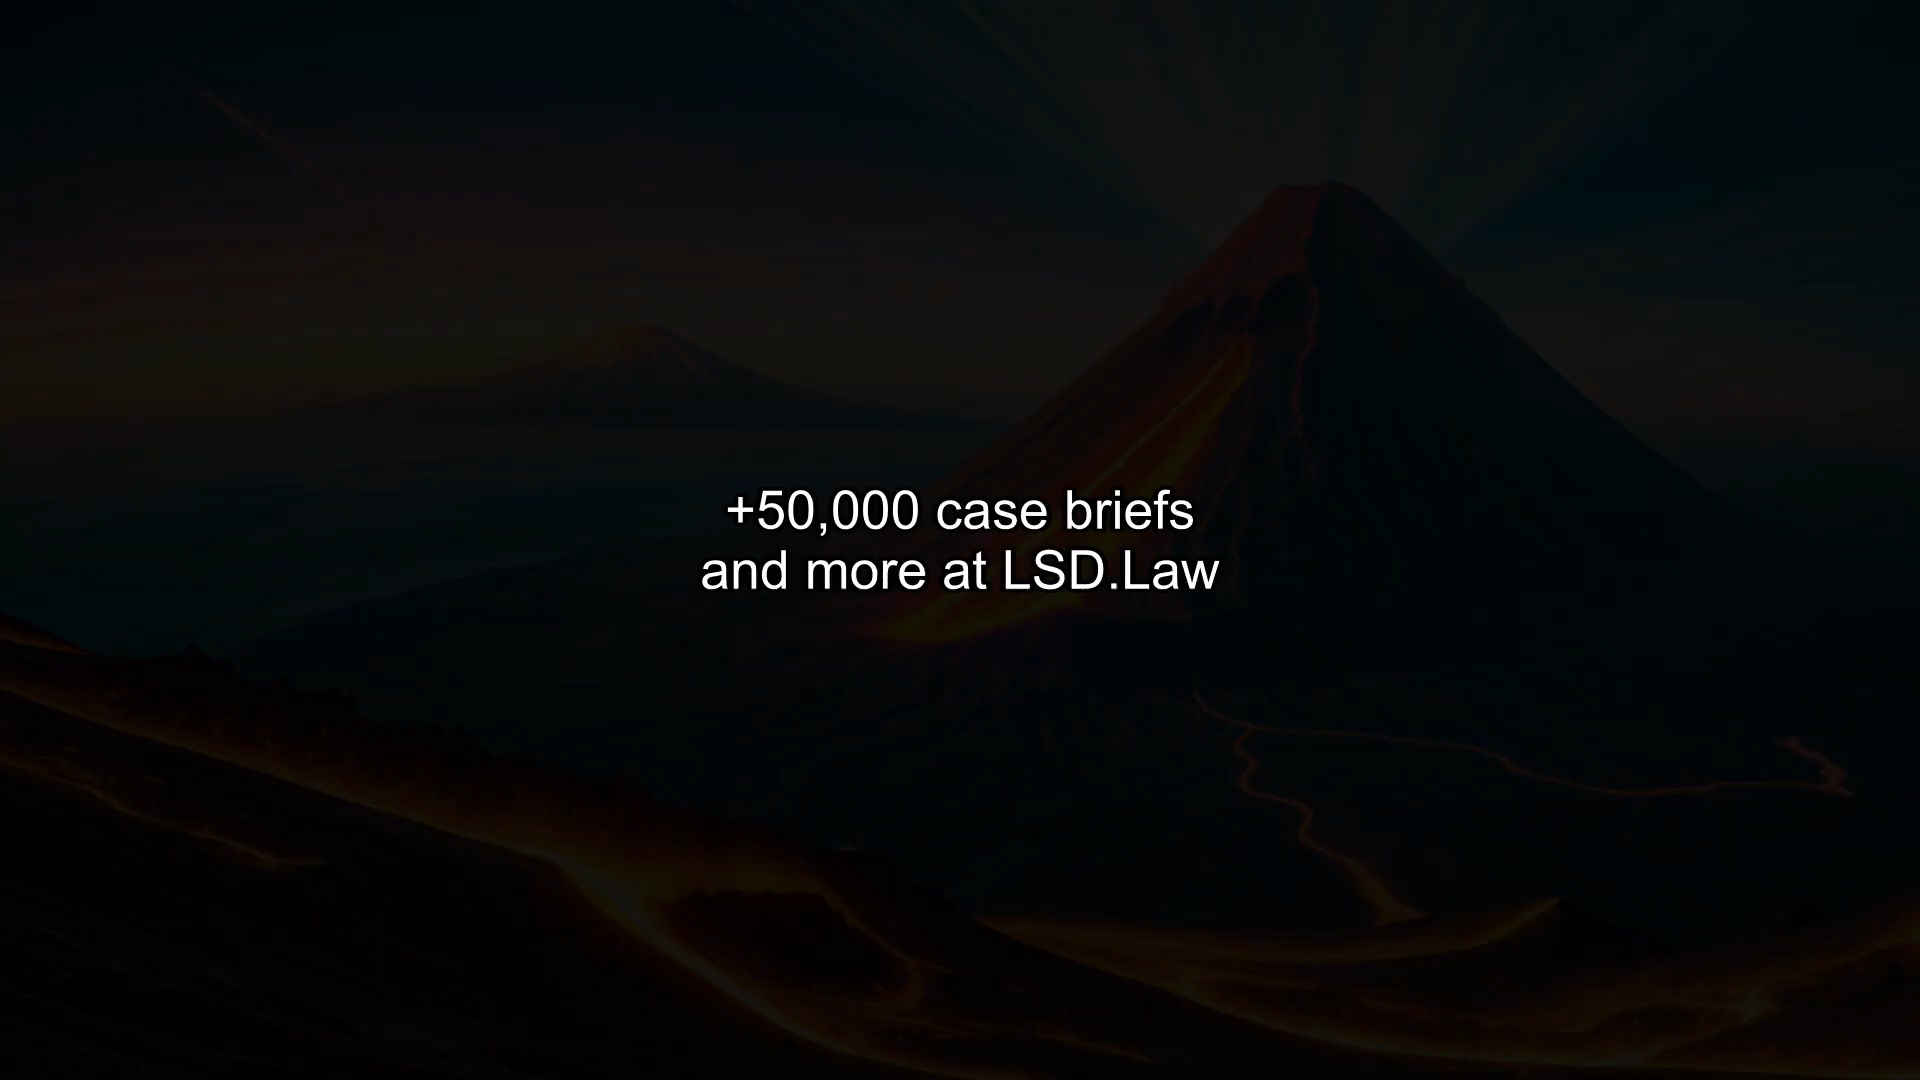 +50,000 case briefs
and more at LSD.Law